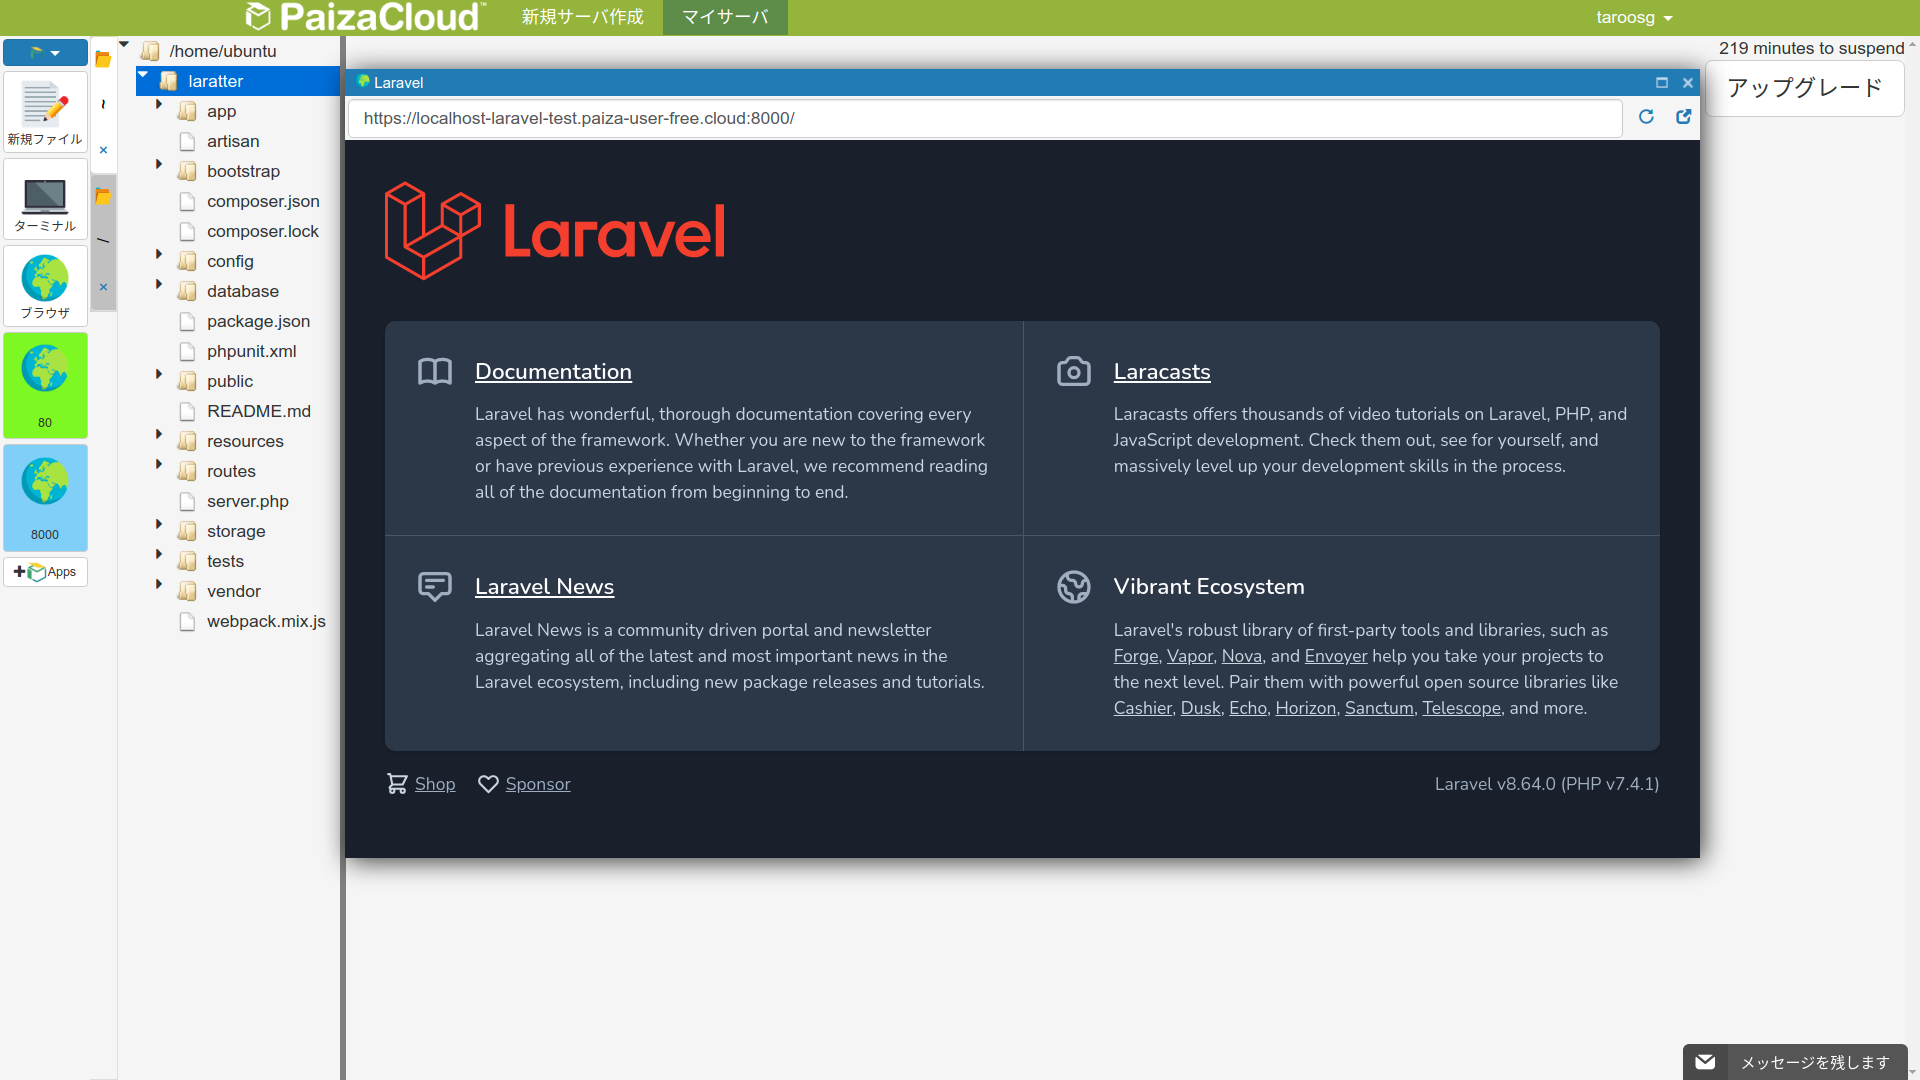 PaizaCloud
新規サーバ作成
マイサーバ
taroosg
219 minutes to suspend
アップグレード
新規ファイル
ターミナル
ブラウザ
80
8000
Apps
~
×
/
×
/home/ubuntu
laratter
app
artisan
bootstrap
composer.json
composer.lock
config
database
package.json
phpunit.xml
public
README.md
resources
routes
server.php
storage
tests
vendor
webpack.mix.js
Laravel
https://localhost-laravel-test.paiza-user-free.cloud:8000/
Laravel
Documentation
Laravel has wonderful, thorough documentation covering every
aspect of the framework. Whether you are new to the framework
or have previous experience with Laravel, we recommend reading
all of the documentation from beginning to end.
Laracasts
Laracasts offers thousands of video tutorials on Laravel, PHP, and
JavaScript development. Check them out, see for yourself, and
massively level up your development skills in the process.
Laravel News
Laravel News is a community driven portal and newsletter
aggregating all of the latest and most important news in the
Laravel ecosystem, including new package releases and tutorials.
Vibrant Ecosystem
Laravel's robust library of first-party tools and libraries, such as
Forge, Vapor, Nova, and Envoyer help you take your projects to
the next level. Pair them with powerful open source libraries like
Cashier, Dusk, Echo, Horizon, Sanctum, Telescope, and more.
Shop
Sponsor
Laravel v8.64.0 (PHP v7.4.1)
メッセージを残します